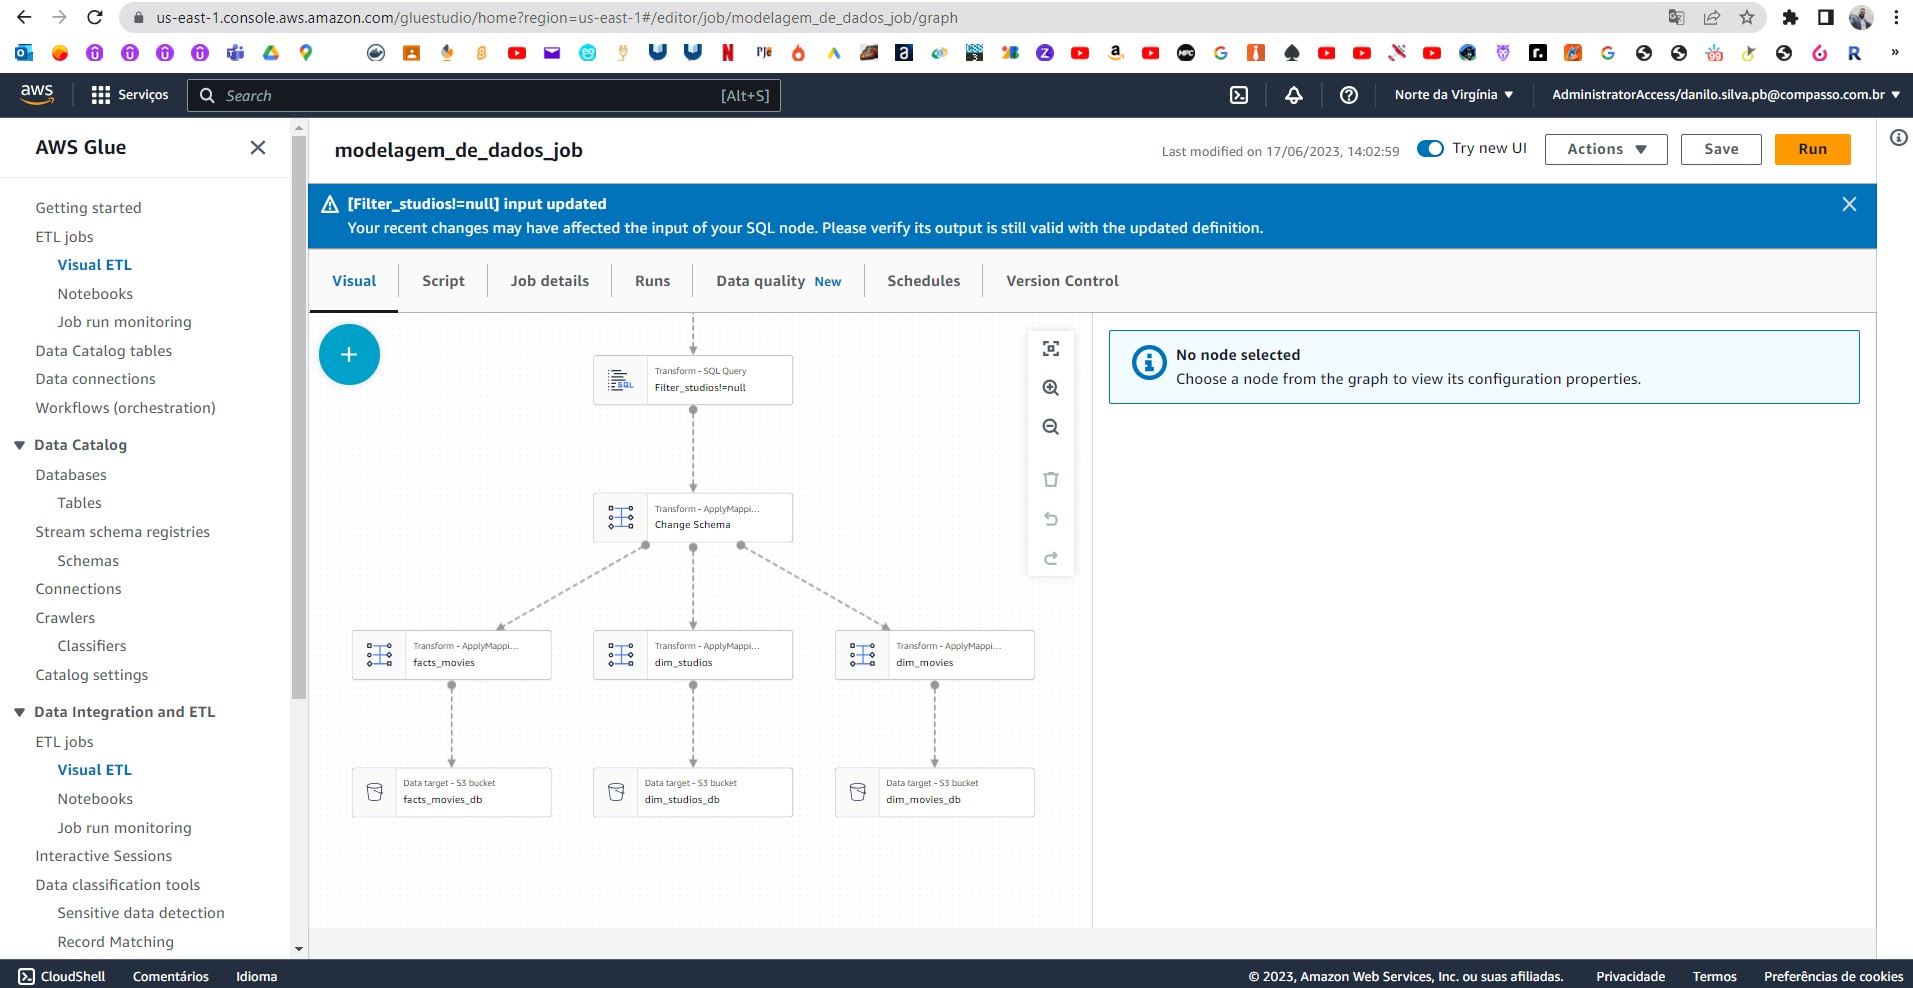 us-east-1.console.aws.amazon.com/gluestudio/home?region=us-east-1#/editor/job/modelagem_de_dados_job/graph
aws
Serviços
Search
[Alt+S]
Norte da Virgínia
AdministratorAccess/danilo.silva.pb@compasso.com.br
AWS Glue
Getting started
ETL jobs
Visual ETL
Notebooks
Job run monitoring
Data Catalog tables
Data connections
Workflows (orchestration)
Data Catalog
Databases
Tables
Stream schema registries
Schemas
Connections
Crawlers
Classifiers
Catalog settings
Data Integration and ETL
ETL jobs
Visual ETL
Notebooks
Job run monitoring
Interactive Sessions
Data classification tools
Sensitive data detection
Record Matching
modelagem_de_dados_job
Last modified on 17/06/2023, 14:02:59
Try new UI
Actions
Save
Run
[Filter_studios!=null] input updated
Your recent changes may have affected the input of your SQL node. Please verify its output is still valid with the updated definition.
Visual
Script
Job details
Runs
Data quality New
Schedules
Version Control
SQL
Transform - SQL Query
Filter_studios!=null
Transform - ApplyMappi...
Change Schema
Transform - ApplyMappi...
facts_movies
Transform - ApplyMappi...
dim_studios
Transform - ApplyMappi...
dim_movies
Data target - S3 bucket
facts_movies_db
Data target - S3 bucket
dim_studios_db
Data target - S3 bucket
dim_movies_db
No node selected
Choose a node from the graph to view its configuration properties.
CloudShell
Comentários
Idioma
© 2023, Amazon Web Services, Inc. ou suas afiliadas.
Privacidade
Termos
Preferências de cookies